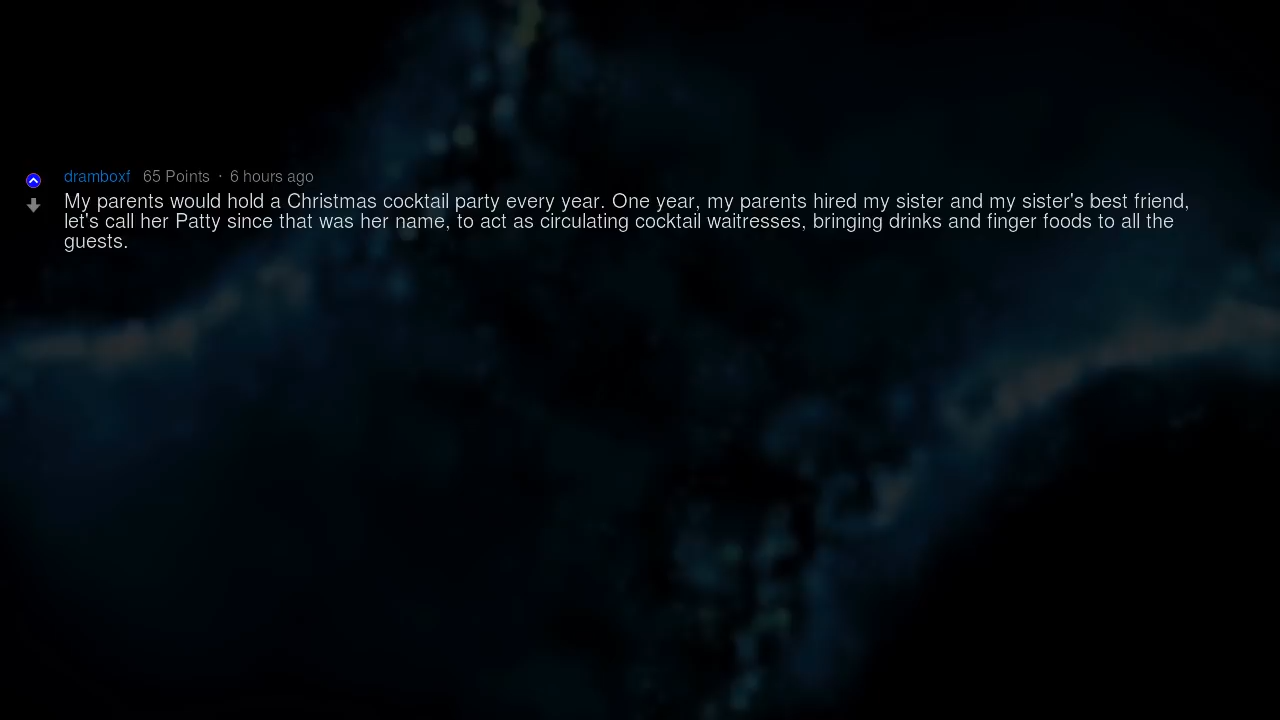 dramboxf 65 Points · 6 hours ago
My parents would hold a Christmas cocktail party every year. One year, my parents hired my sister and my sister's best friend,
let's call her Patty since that was her name, to act as circulating cocktail waitresses, bringing drinks and finger foods to all the
guests.